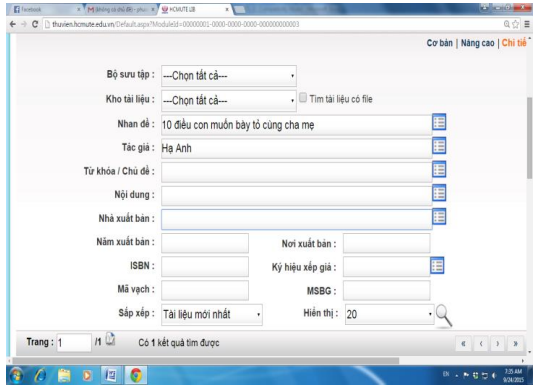 Facebook
HCMUTE LIB
thuvien.hcmute.edu.vn/Default.aspx?ModuleId=00000001-0000-0000-0000-000000000003
Cơ bản | Nâng cao | Chi tiế
Bộ sưu tập : ---Chọn tất cả---
Kho tài liệu : ---Chọn tất cả--- Tìm tài liệu có file
Nhan đề : 10 điều con muốn bày tỏ cùng cha mẹ
Tác giả : Hạ Anh
Từ khóa / Chủ đề :
Nội dung :
Nhà xuất bản :
Năm xuất bản : Nơi xuất bản :
ISBN : Ký hiệu xếp giá :
Mã vạch : MSBG :
Sắp xếp : Tài liệu mới nhất Hiển thị : 20
Trang : 1 /1 Có 1 kết quả tìm được
EN 7:35 AM
9/24/2015